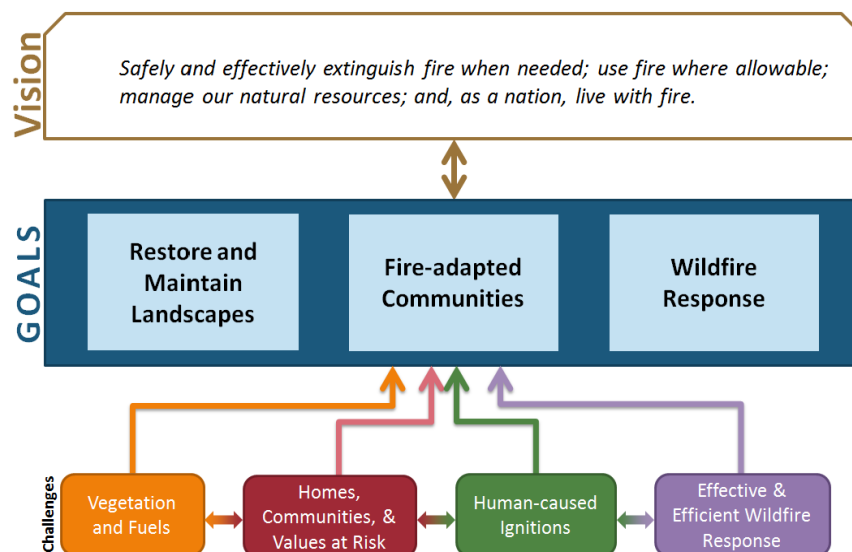 Vision
Safely and effectively extinguish fire when needed; use fire where allowable;
manage our natural resources; and, as a nation, live with fire.
GOALS
Restore and
Maintain
Landscapes
Fire-adapted
Communities
Wildfire
Response
Challenges
Vegetation
and Fuels
Homes,
Communities, &
Values at Risk
Human-caused
Ignitions
Effective &
Efficient Wildfire
Response